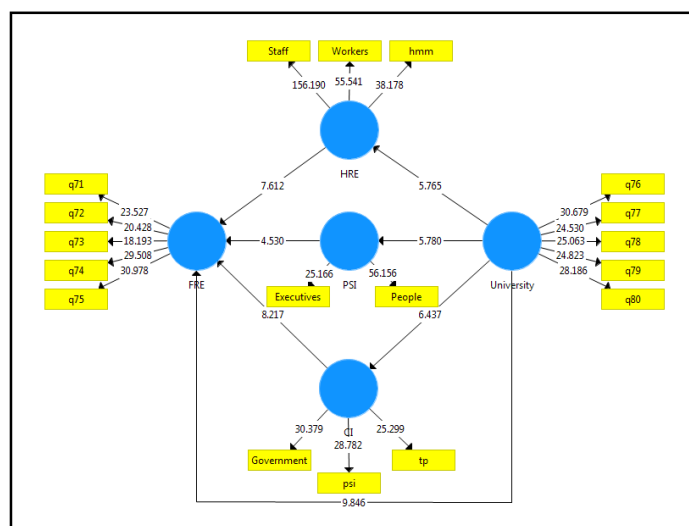 Staff Workers hmm
156.190 55.541 38.178
HRE
7.612 5.765
q71
q72
q73
q74
q75
23.527
20.428
18.193
29.508
30.978
FRE
4.530
PSI
5.780
25.166 56.156
Executives People
University
30.679
24.530
25.063
24.823
28.186
q76
q77
q78
q79
q80
8.217 6.437
CI
30.379 28.782 25.299
Government psi tp
9.846